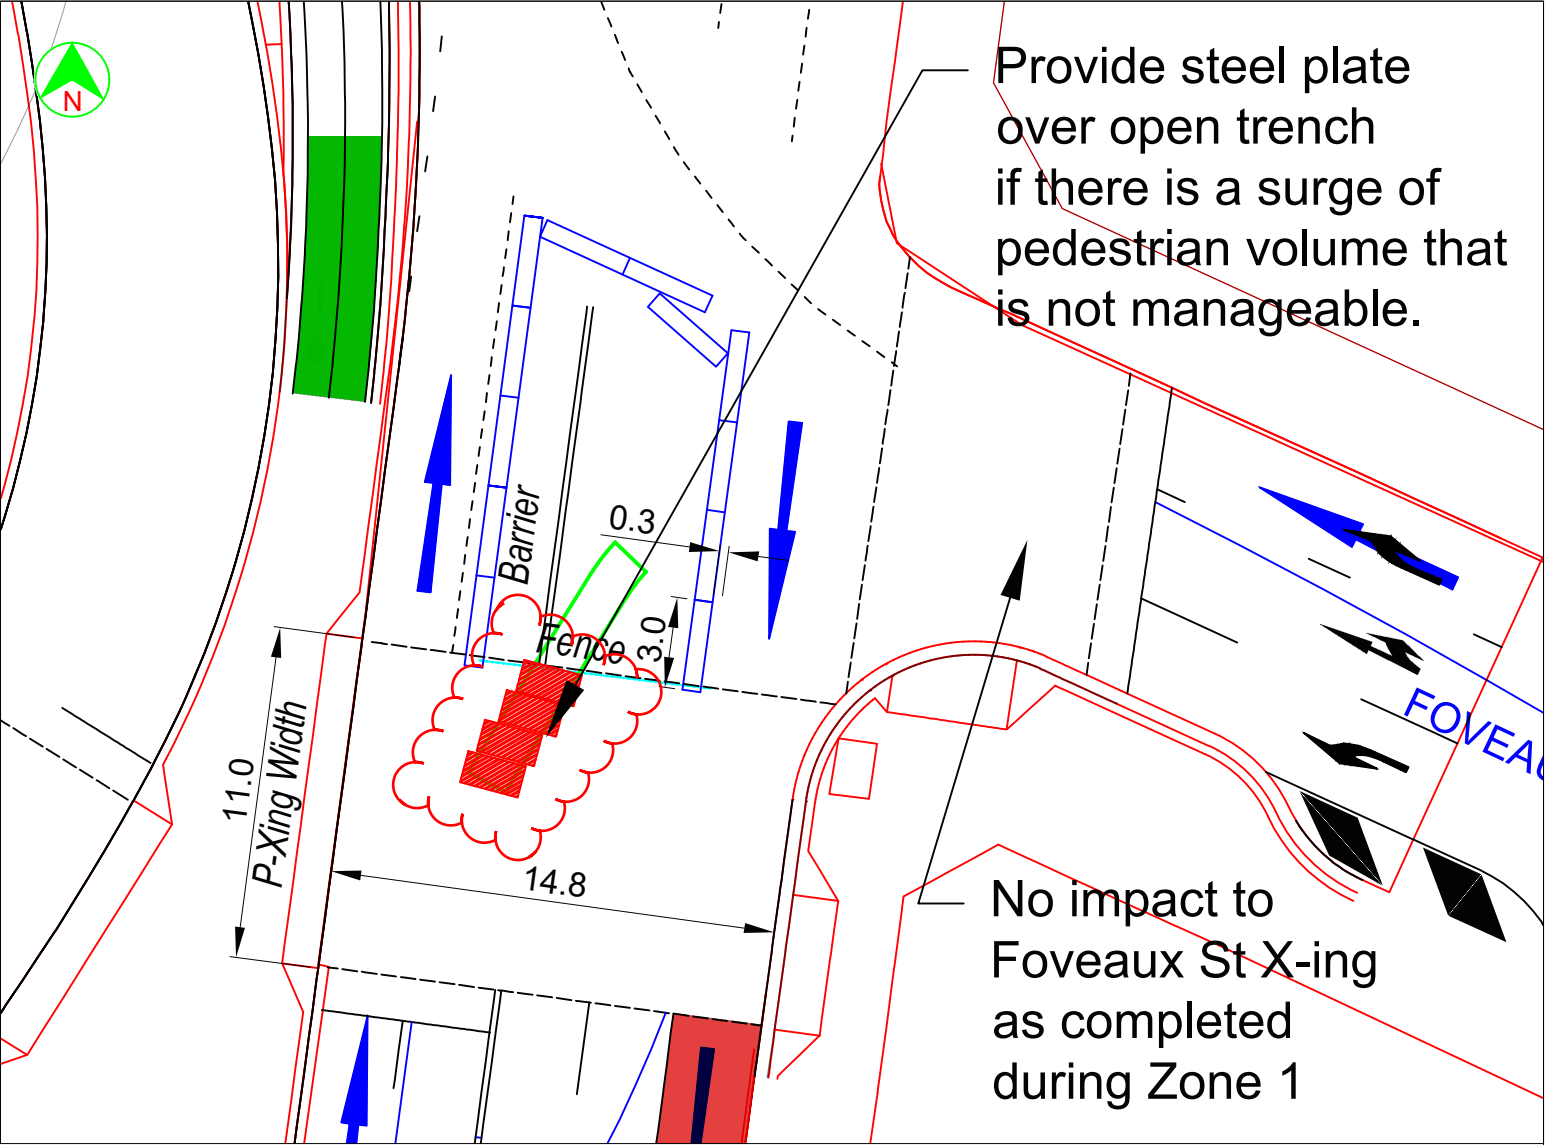 N
Provide steel plate
over open trench
if there is a surge of
pedestrian volume that
is not manageable.
Barrier
0.3
Fence
3.0
FOVEAU
11.0
P-Xing Width
14.8
No impact to
Foveaux St X-ing
as completed
during Zone 1